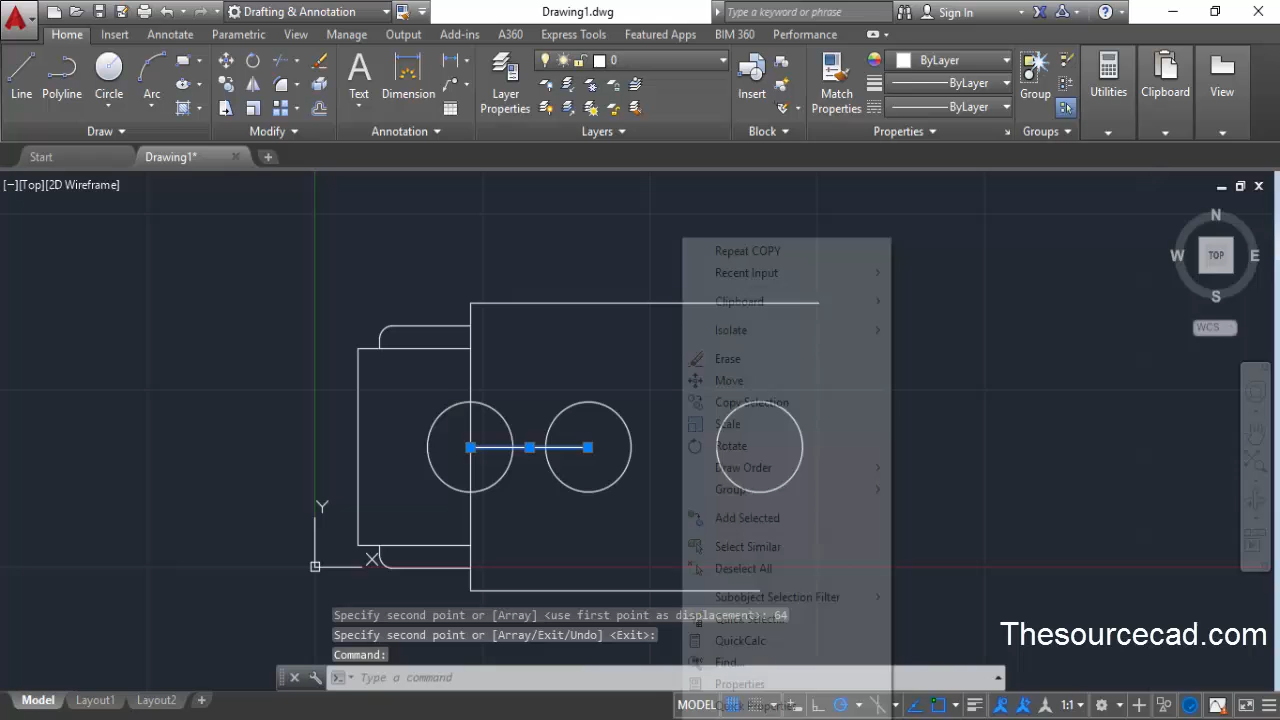 Drafting & Annotation
Drawing1.dwg
Type a keyword or phrase
Sign In
Home Insert Annotate Parametric View Manage Output Add-ins A360 Express Tools Featured Apps BIM 360 Performance
Line Polyline Circle Arc
Text Dimension
Layer Properties
0
Insert
Match Properties
ByLayer
ByLayer
ByLayer
Group
Utilities
Clipboard
View
Draw Modify Annotation Layers Block Properties Groups
Start Drawing1*
[−][Top][2D Wireframe]
N
W TOP E
S
WCS
Repeat COPY
Recent Input
Clipboard
Isolate
Erase
Move
Copy Selection
Scale
Rotate
Draw Order
Group
Add Selected
Select Similar
Deselect All
Subobject Selection Filter
QuickCalc
Find...
Properties
Quick Properties
Y
X
Specify second point or [Array] <use first point as displacement>: 64
Specify second point or [Array/Exit/Undo] <Exit>:
Command:
Type a command
Thesourcecad.com
Model Layout1 Layout2
MODEL
1:1